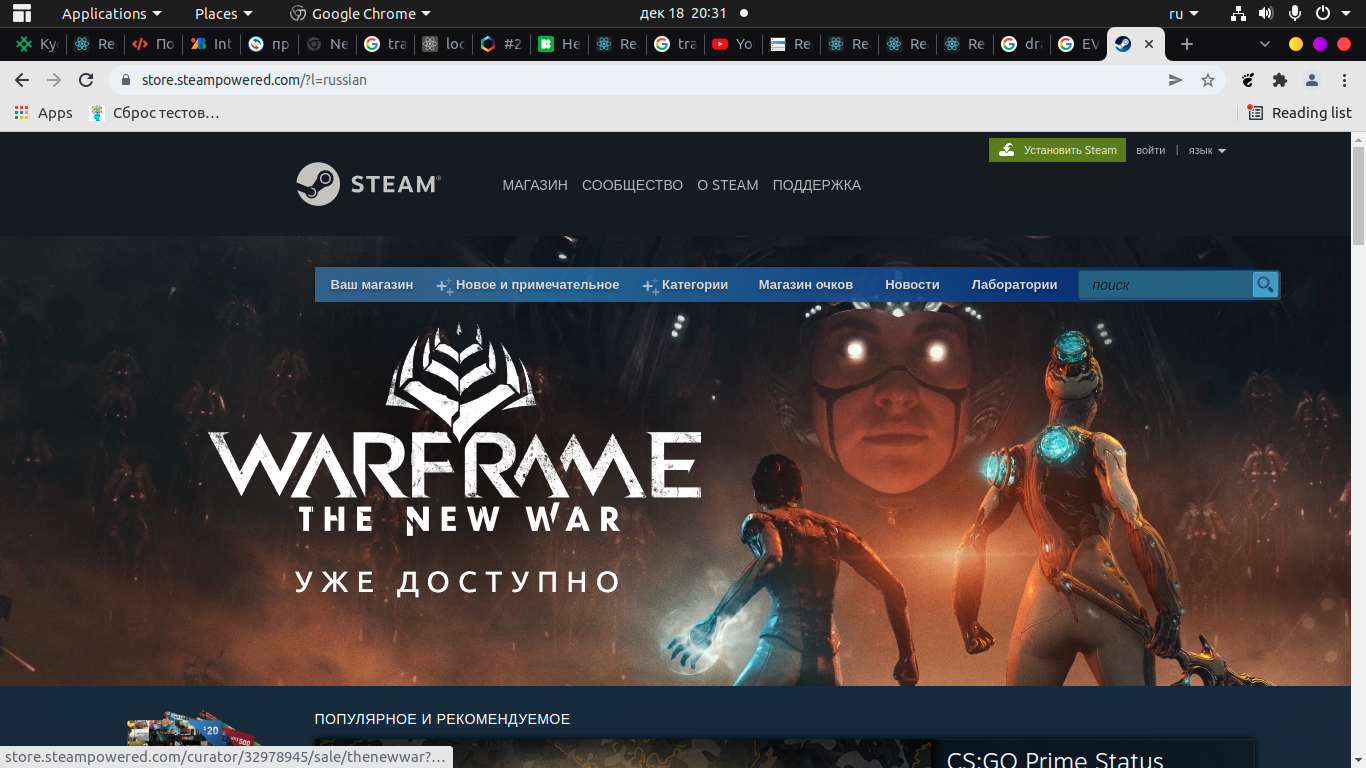 Applications Places Google Chrome дек 18 20:31 ru
Ку Re По Int пр Ne tra loc #2 Не Re tra Yo Re Re Re Re dra EV
store.steampowered.com/?l=russian
Apps Сброс тестов… Reading list
Установить Steam войти | язык
STEAM® МАГАЗИН СООБЩЕСТВО О STEAM ПОДДЕРЖКА
Ваш магазин Новое и примечательное Категории Магазин очков Новости Лаборатории поиск
WARFRAME
THE NEW WAR
УЖЕ ДОСТУПНО
ПОПУЛЯРНОЕ И РЕКОМЕНДУЕМОЕ
CS:GO Prime Status
store.steampowered.com/curator/32978945/sale/thenewwar?…